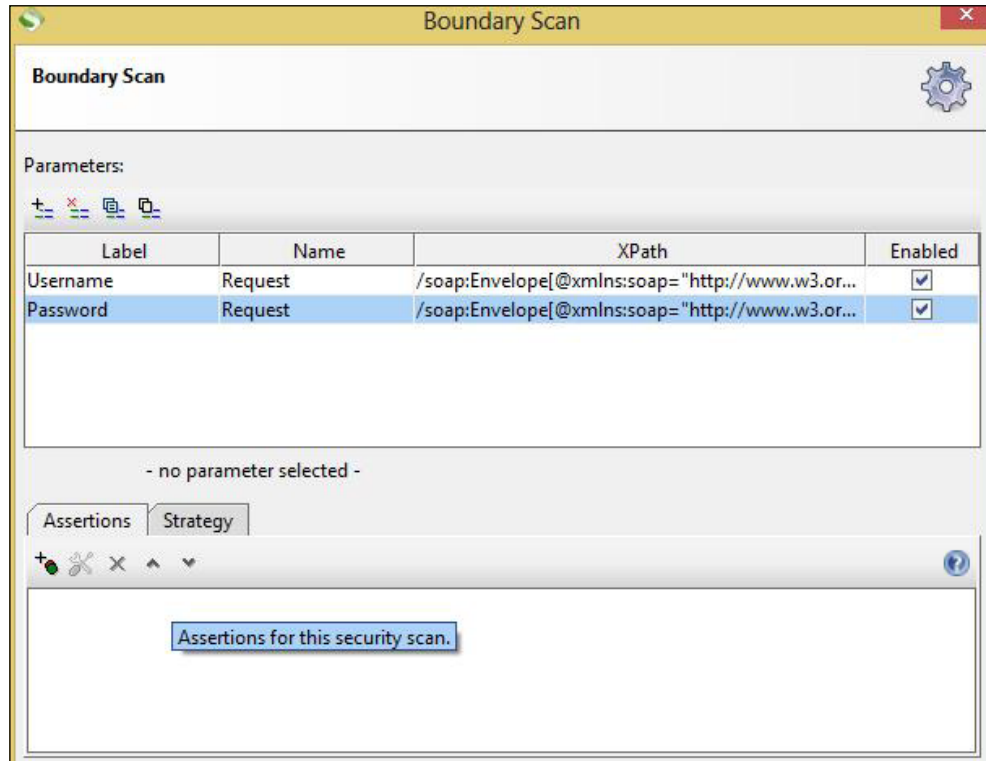 Boundary Scan
Boundary Scan
Parameters:
Label Name XPath Enabled
Username Request /soap:Envelope[@xmlns:soap="http://www.w3.or...
Password Request /soap:Envelope[@xmlns:soap="http://www.w3.or...
- no parameter selected -
Assertions Strategy
Assertions for this security scan.